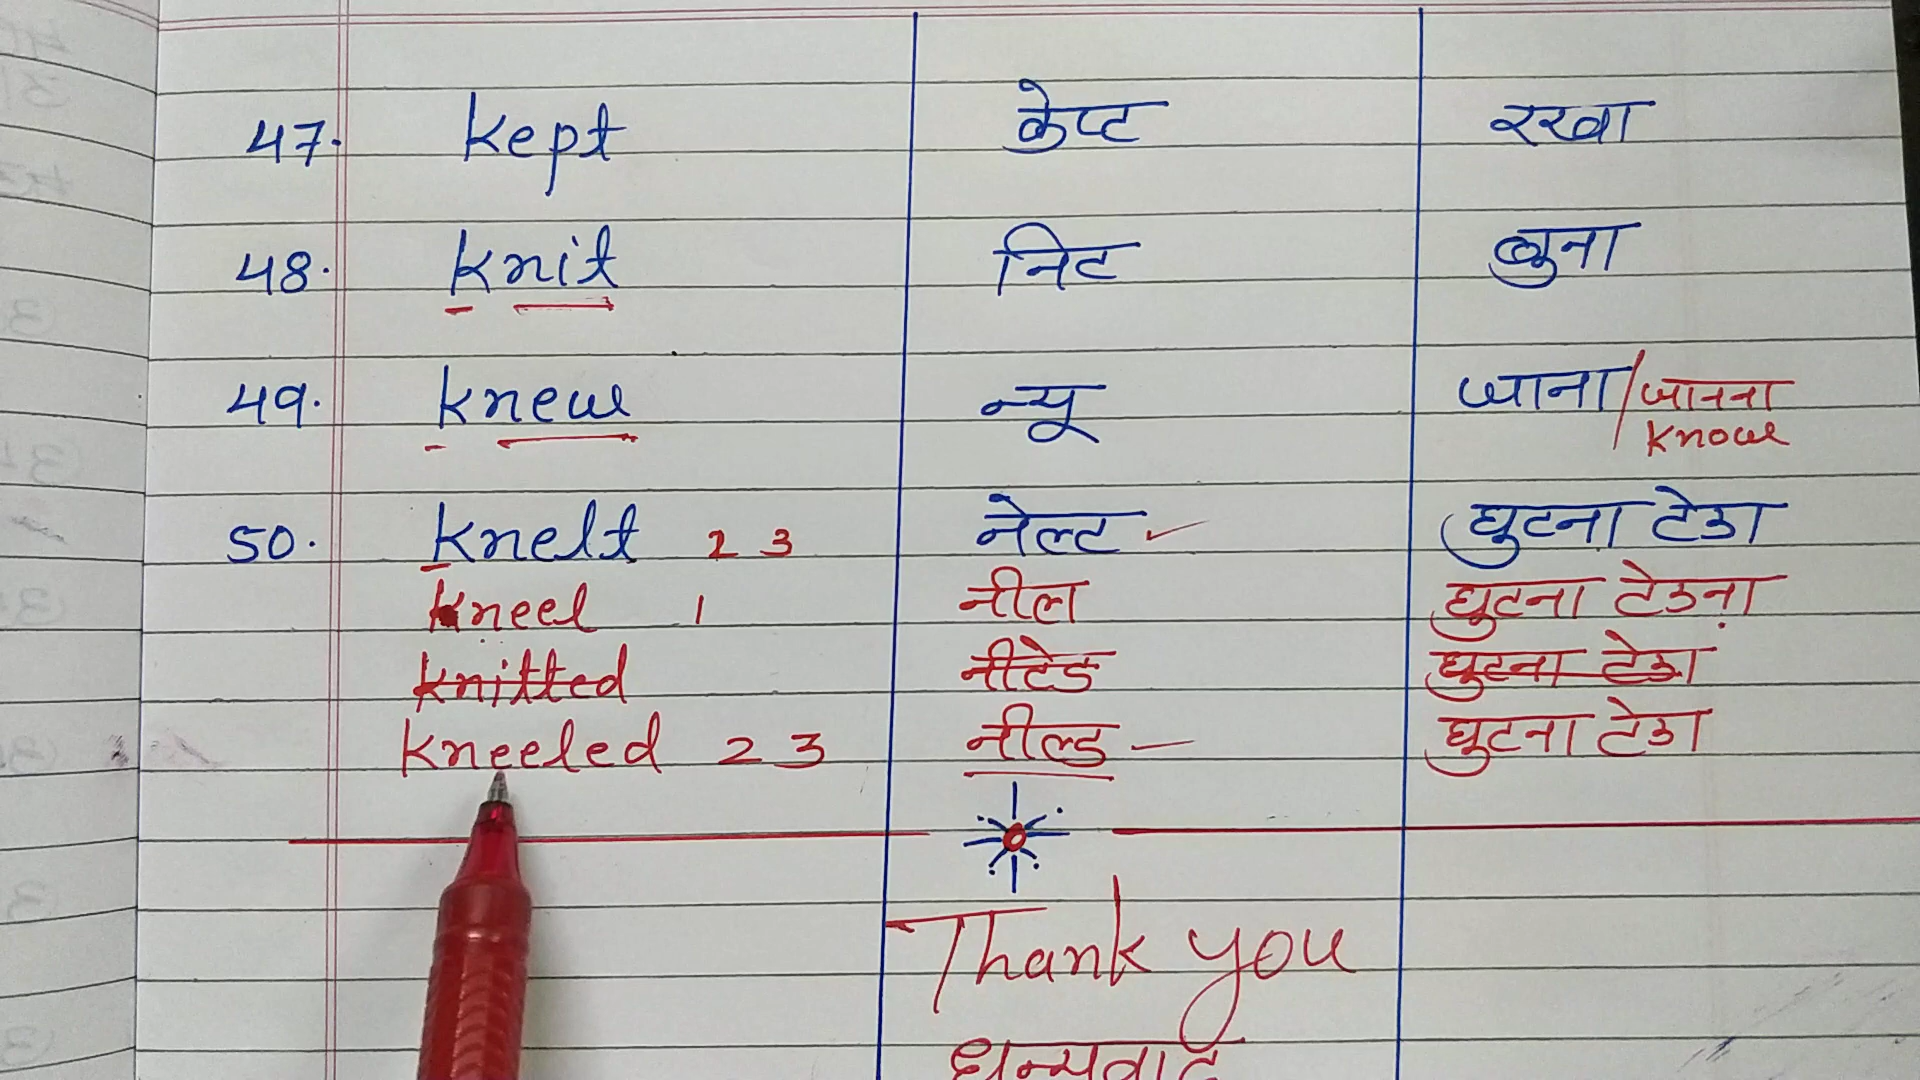 47. kept केप्ट रखा
48. knit निट बुना
49. knew न्यू जाना/जानना
know
50. knelt 2 3 नेल्ट घुटना टेका
kneel 1 नील घुटना टेकना
knitted नीटेड घुटना टेका
kneeled 2 3 नील्ड घुटना टेका
Thank you
धन्यवाद